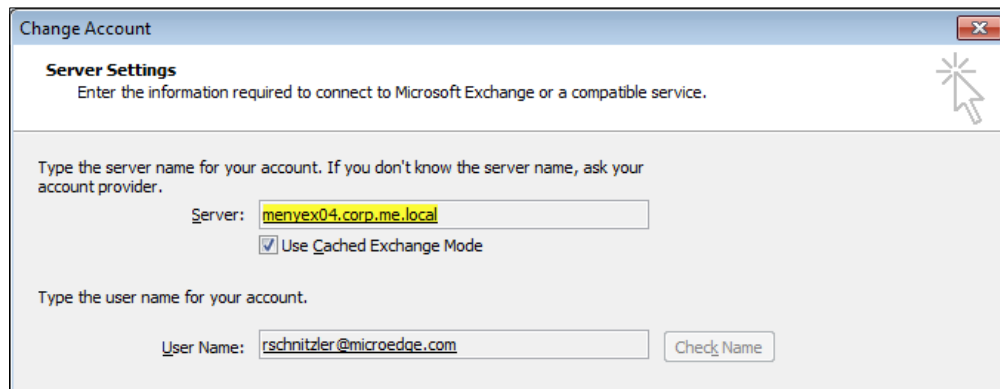 Change Account
Server Settings
Enter the information required to connect to Microsoft Exchange or a compatible service.
Type the server name for your account. If you don't know the server name, ask your
account provider.
Server: menyex04.corp.me.local
Use Cached Exchange Mode
Type the user name for your account.
User Name: rschnitzler@microedge.com Check Name